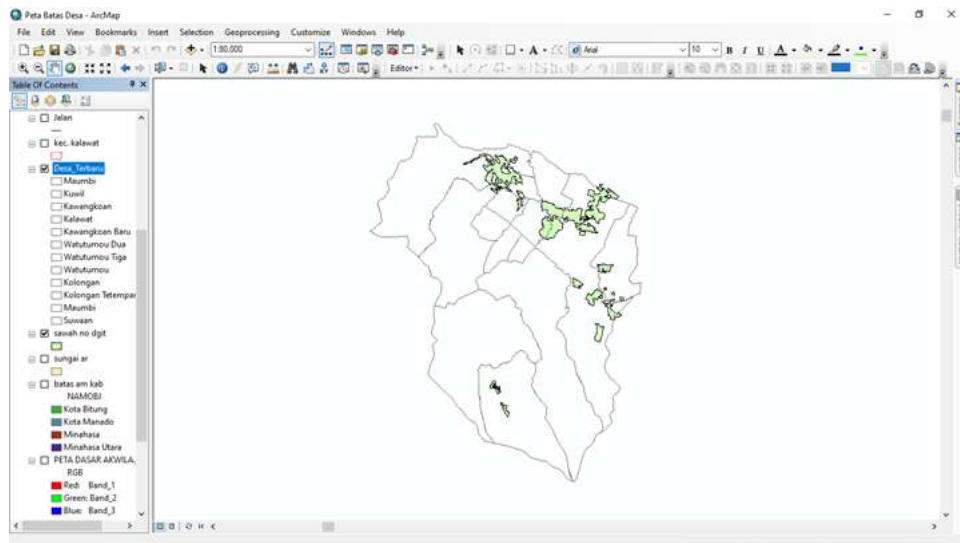 Peta Batas Desa - ArcMap
File Edit View Bookmarks Insert Selection Geoprocessing Customize Windows Help
1:80.000
Arial
10
B I U A
Editor
Table Of Contents
Jalan
kec. kalawat
Desa_Terbaru
Maumbi
Kuwil
Kawangkoan
Kalawat
Kawangkoan Baru
Watutumou Dua
Watutumou Tiga
Watutumou
Kolongan
Kolongan Tetempa
Maumbi
Suwaan
sawah no dgit
sungai ar
batas am kab
NAMOBJ
Kota Bitung
Kota Manado
Minahasa
Minahasa Utara
PETA DASAR AKWILA.
RGB
Red: Band_1
Green: Band_2
Blue: Band_3